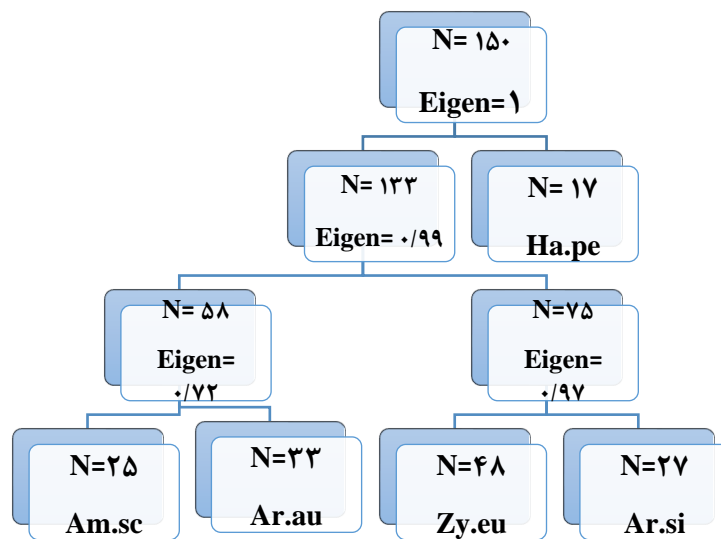 N= ۱۵۰
Eigen=۱
N= ۱۳۳
Eigen= ۰/۹۹
N= ۱۷
Ha.pe
N= ۵۸
Eigen=
۰/۷۲
N=۷۵
Eigen=
۰/۹۷
N=۲۵
Am.sc
N=۳۳
Ar.au
N=۴۸
Zy.eu
N=۲۷
Ar.si